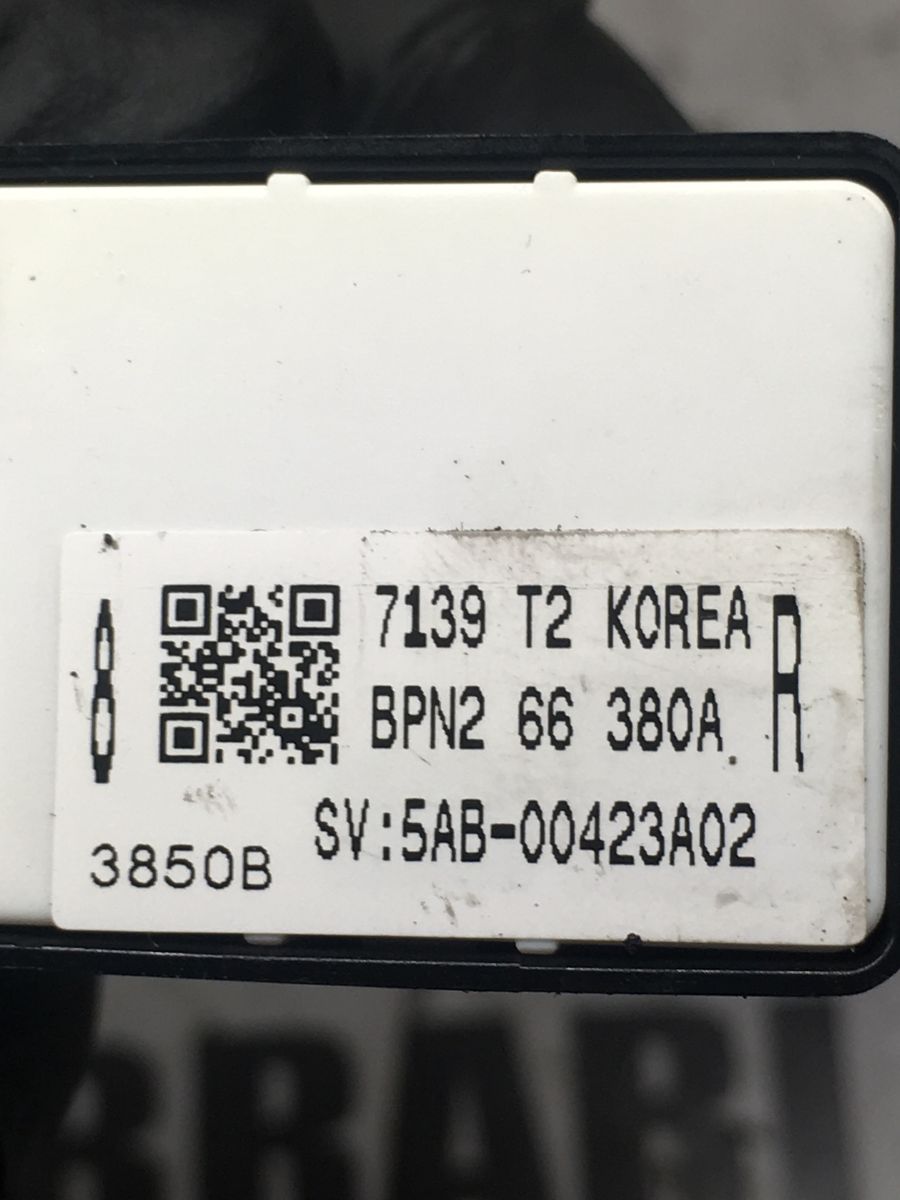 7139 T2 KOREA
BPN2 66 380A
R
SV:5AB-00423A02
3850B